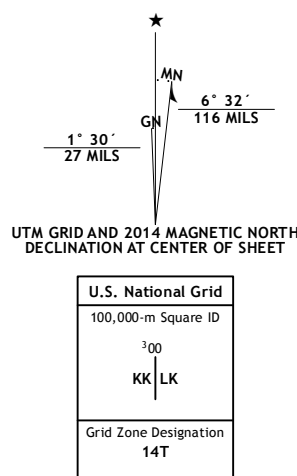 ★
MN
GN
6° 32´
116 MILS
1° 30´
27 MILS
UTM GRID AND 2014 MAGNETIC NORTH
DECLINATION AT CENTER OF SHEET
U.S. National Grid
100,000-m Square ID
³00
KK LK
Grid Zone Designation
14T